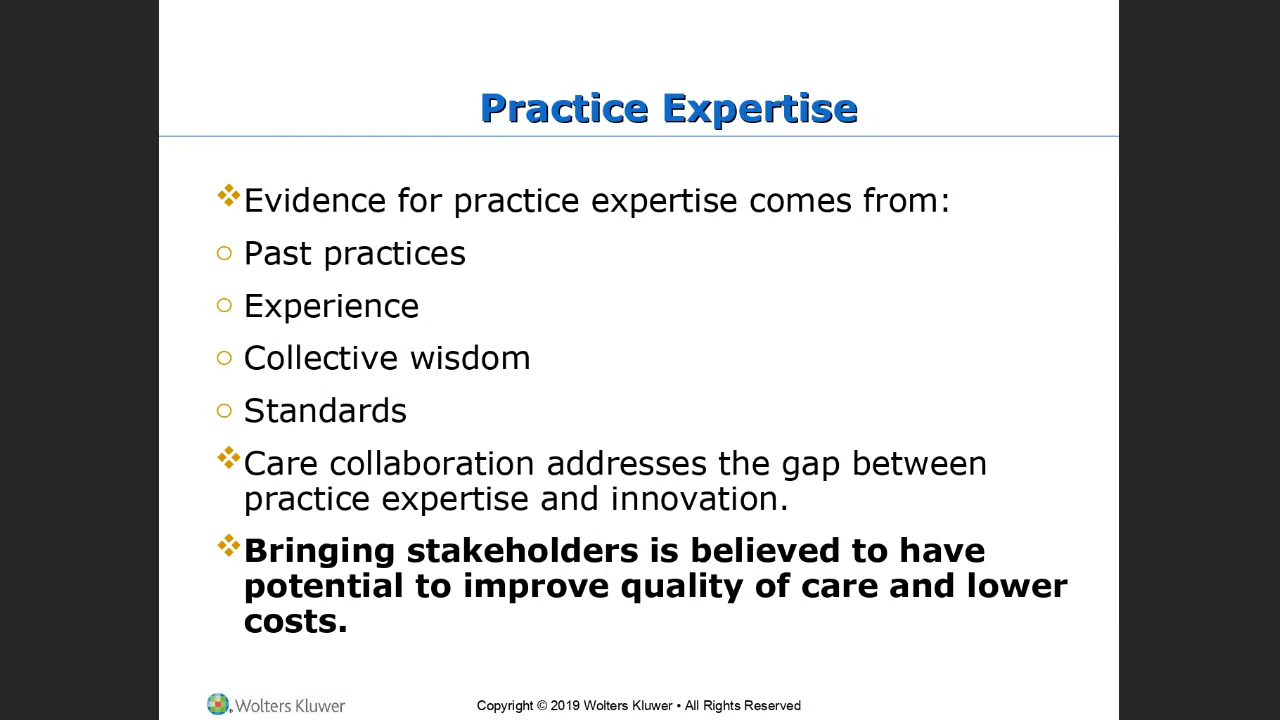 Practice Expertise
Evidence for practice expertise comes from:
Past practices
Experience
Collective wisdom
Standards
Care collaboration addresses the gap between
practice expertise and innovation.
Bringing stakeholders is believed to have
potential to improve quality of care and lower
costs.
Wolters Kluwer
Copyright © 2019 Wolters Kluwer • All Rights Reserved